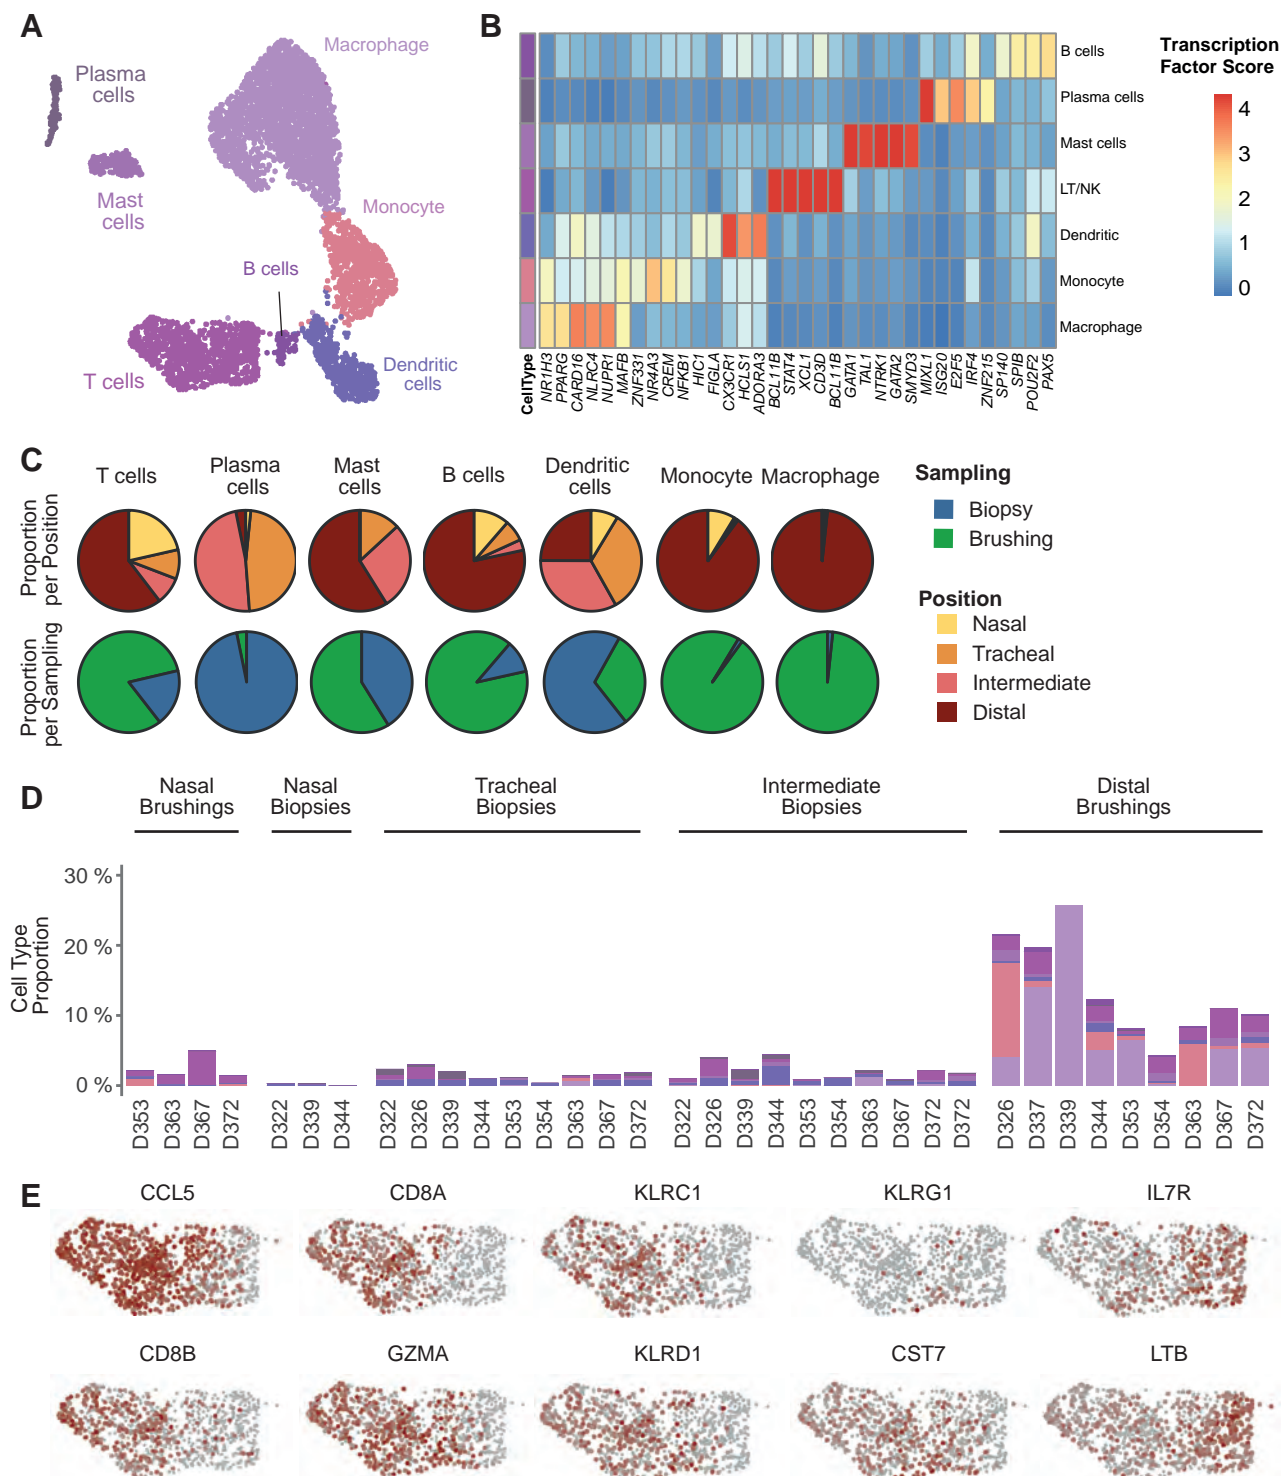 A
Macrophage
Plasma
cells
Mast
cells
Monocyte
B cells
T cells
Dendritic
cells
B
B cells
Plasma cells
Mast cells
LT/NK
Dendritic
Monocyte
Macrophage
CellType
NR1H3
PPARG
CARD16
NLRC4
NUPR1
MAFB
ZNF331
NR4A3
CREM
NFKB1
HIC1
FIGLA
CX3CR1
HCLS1
ADORA3
BCL11B
STAT4
XCL1
CD3D
BCL11B
GATA1
TAL1
NTRK1
GATA2
SMYD3
MIXL1
ISG20
E2F5
IRF4
ZNF215
SP140
SPIB
POU2F2
PAX5
Transcription
Factor Score
4
3
2
1
0
C
T cells
Plasma
cells
Mast
cells
B cells
Dendritic
cells
Monocyte
Macrophage
Proportion
per Position
Proportion
per Sampling
Sampling
Biopsy
Brushing
Position
Nasal
Tracheal
Intermediate
Distal
D
Nasal
Brushings
Nasal
Biopsies
Tracheal
Biopsies
Intermediate
Biopsies
Distal
Brushings
Cell Type
Proportion
30 %
20 %
10 %
0 %
D353
D363
D367
D372
D322
D339
D344
D322
D326
D339
D344
D353
D354
D363
D367
D372
D322
D326
D339
D344
D353
D354
D363
D367
D372
D372
D326
D337
D339
D344
D353
D354
D363
D367
D372
E
CCL5
CD8A
KLRC1
KLRG1
IL7R
CD8B
GZMA
KLRD1
CST7
LTB